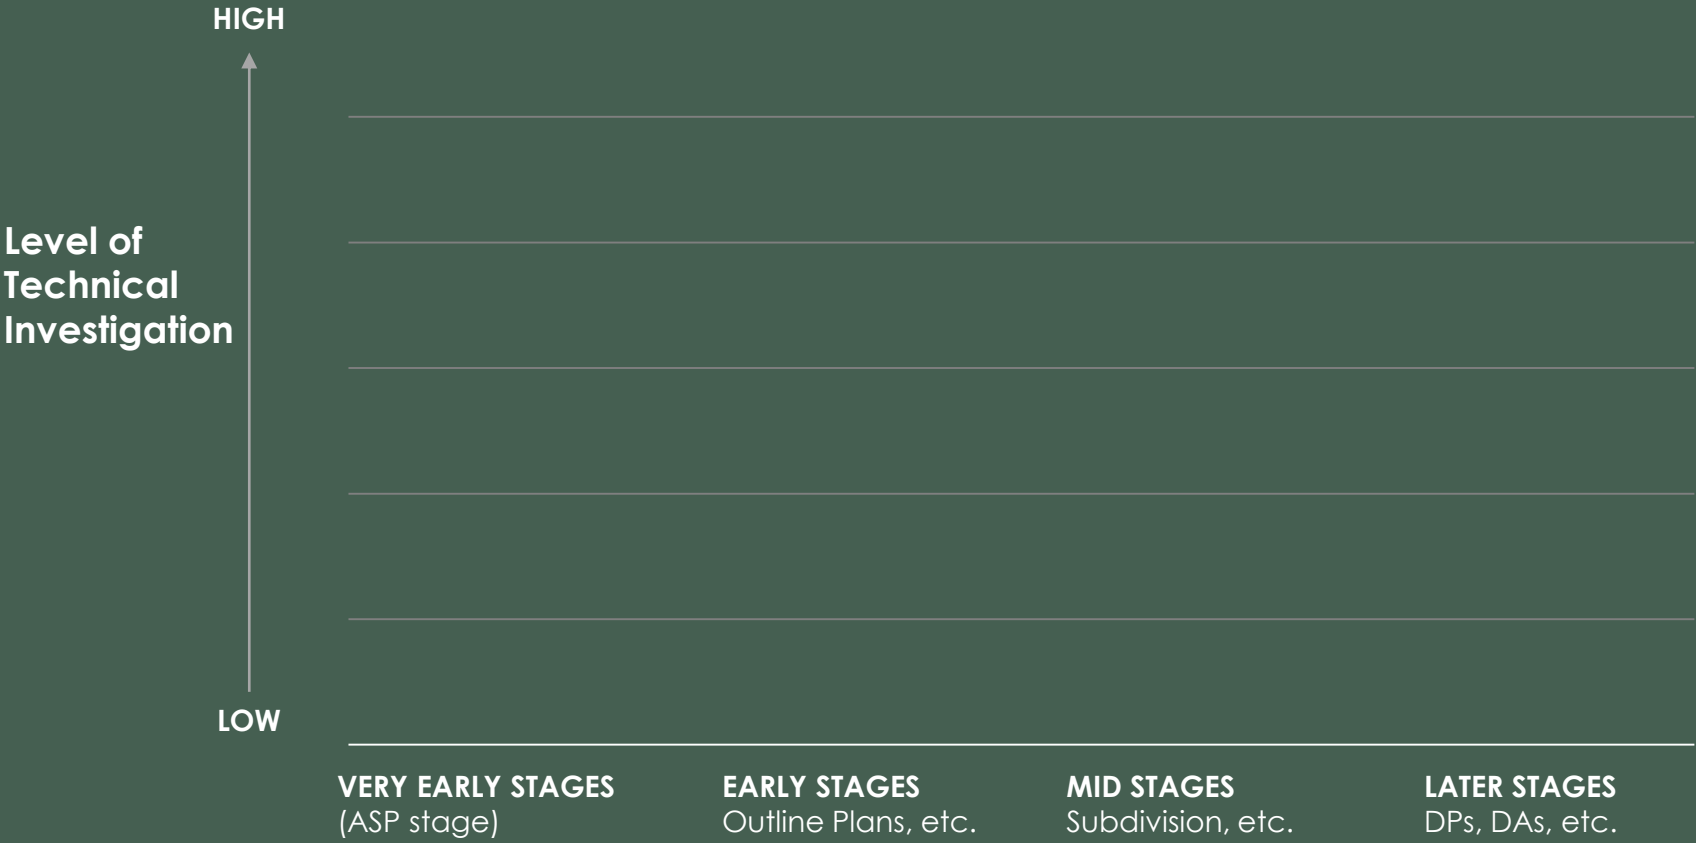 HIGH
Level of
Technical
Investigation
LOW
VERY EARLY STAGES
(ASP stage)
EARLY STAGES
Outline Plans, etc.
MID STAGES
Subdivision, etc.
LATER STAGES
DPs, DAs, etc.